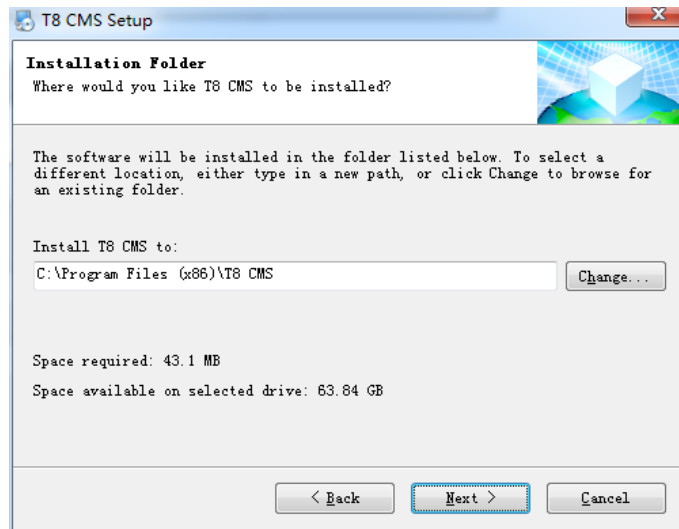 T8 CMS Setup
Installation Folder
Where would you like T8 CMS to be installed?
The software will be installed in the folder listed below. To select a
different location, either type in a new path, or click Change to browse for
an existing folder.
Install T8 CMS to:
C:\Program Files (x86)\T8 CMS
Change...
Space required: 43.1 MB
Space available on selected drive: 63.84 GB
< Back
Next >
Cancel